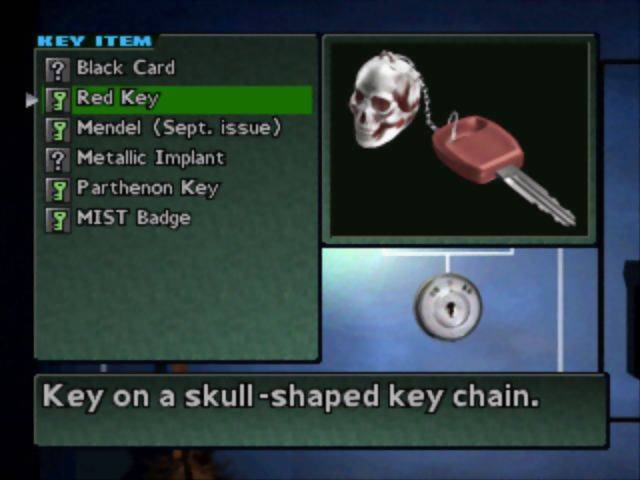 KEY ITEM
Black Card
Red Key
Mendel (Sept. issue)
Metallic Implant
Parthenon Key
MIST Badge
Key on a skull-shaped key chain.